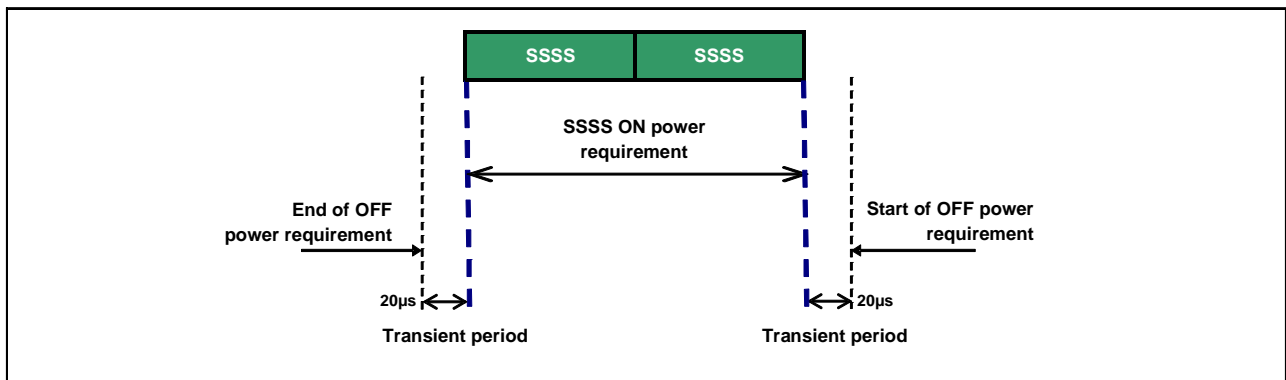 SSSS SSSS
SSSS ON power
requirement
End of OFF
power requirement
Start of OFF power
requirement
20µs
20µs
Transient period
Transient period